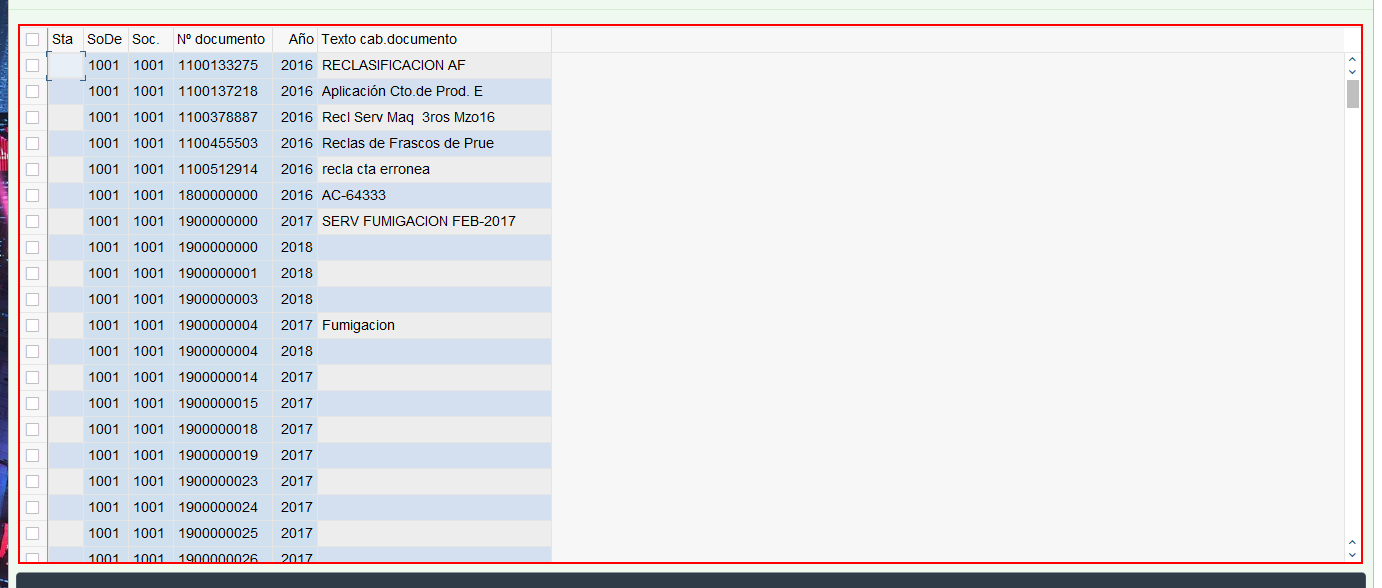 Sta SoDe Soc. Nº documento Año Texto cab.documento
1001 1001 1100133275 2016 RECLASIFICACION AF
1001 1001 1100137218 2016 Aplicación Cto.de Prod. E
1001 1001 1100378887 2016 Recl Serv Maq  3ros Mzo16
1001 1001 1100455503 2016 Reclas de Frascos de Prue
1001 1001 1100512914 2016 recla cta erronea
1001 1001 1800000000 2016 AC-64333
1001 1001 1900000000 2017 SERV FUMIGACION FEB-2017
1001 1001 1900000000 2018
1001 1001 1900000001 2018
1001 1001 1900000003 2018
1001 1001 1900000004 2017 Fumigacion
1001 1001 1900000004 2018
1001 1001 1900000014 2017
1001 1001 1900000015 2017
1001 1001 1900000018 2017
1001 1001 1900000019 2017
1001 1001 1900000023 2017
1001 1001 1900000024 2017
1001 1001 1900000025 2017
1001 1001 1900000026 2017